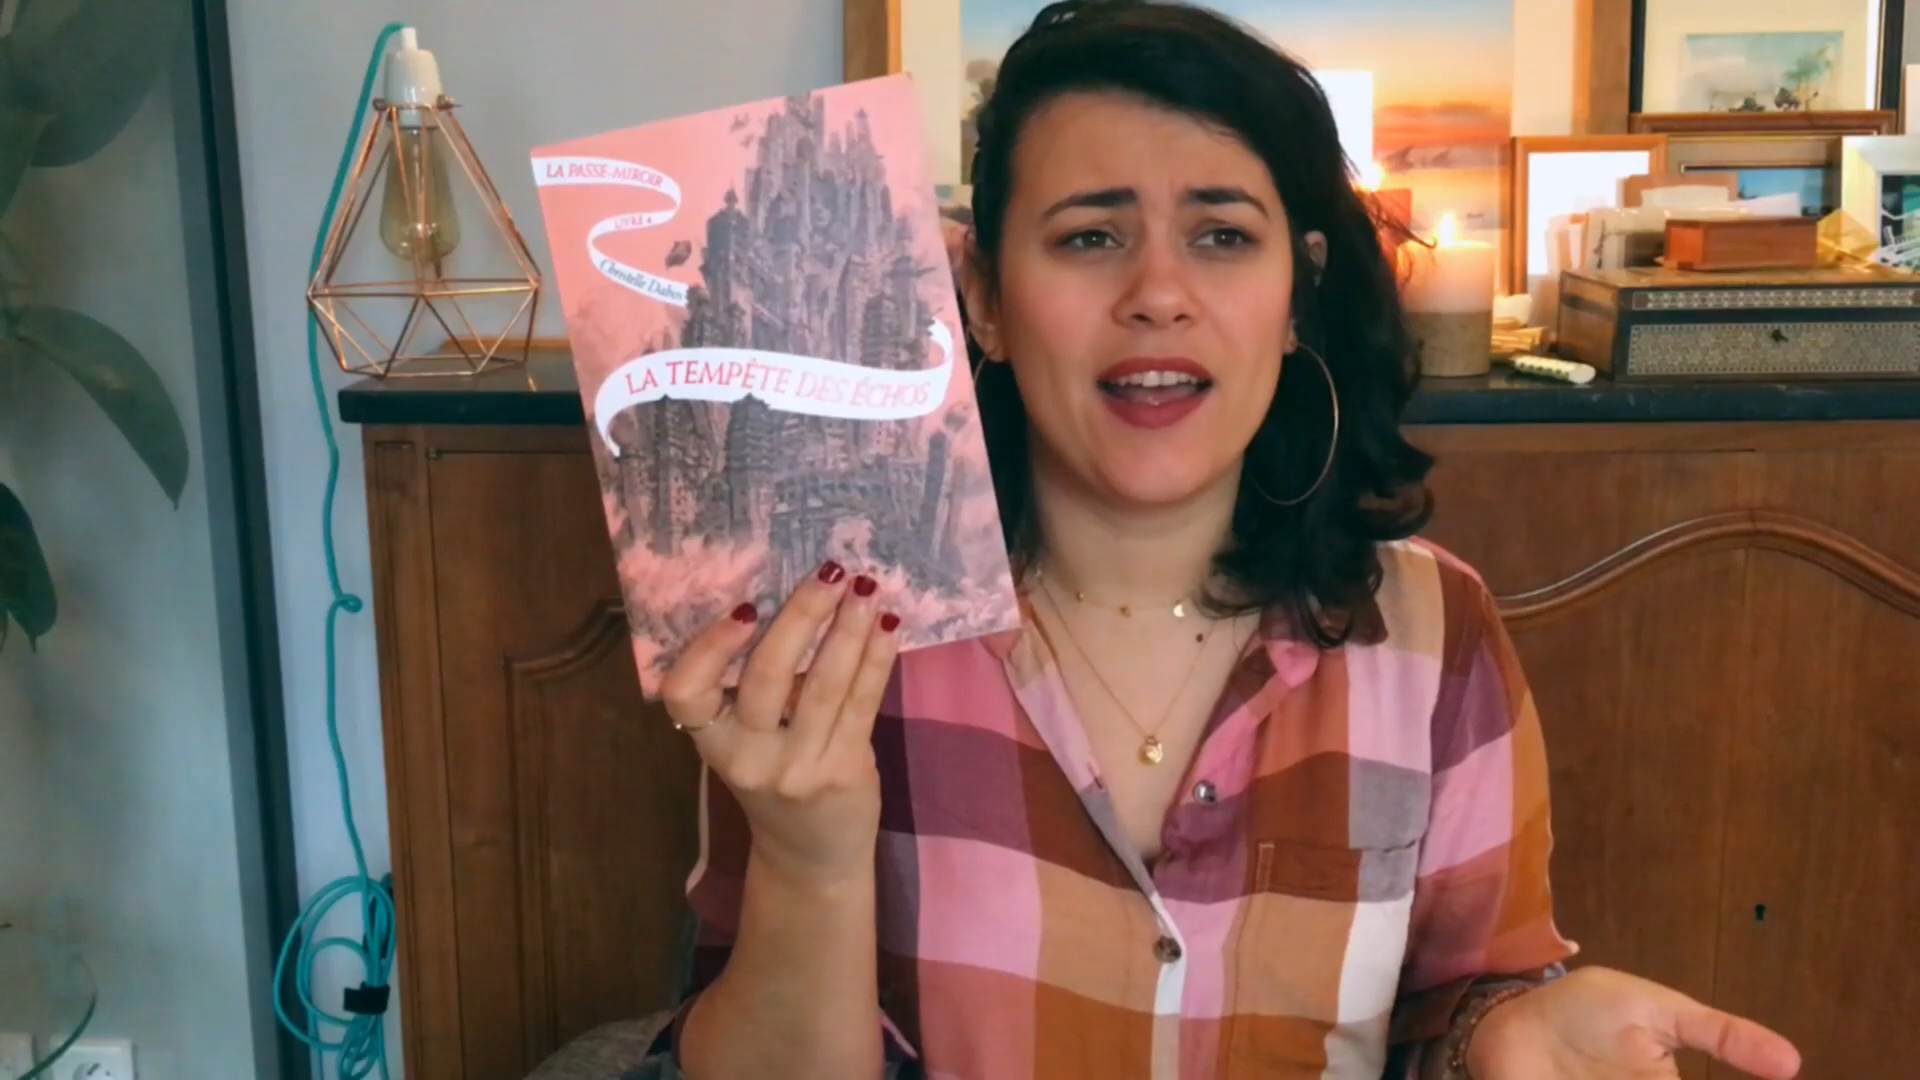 LA PASSE-MIROIR
LIVRE 4
Christelle Dabos
LA TEMPÊTE DES ÉCHOS